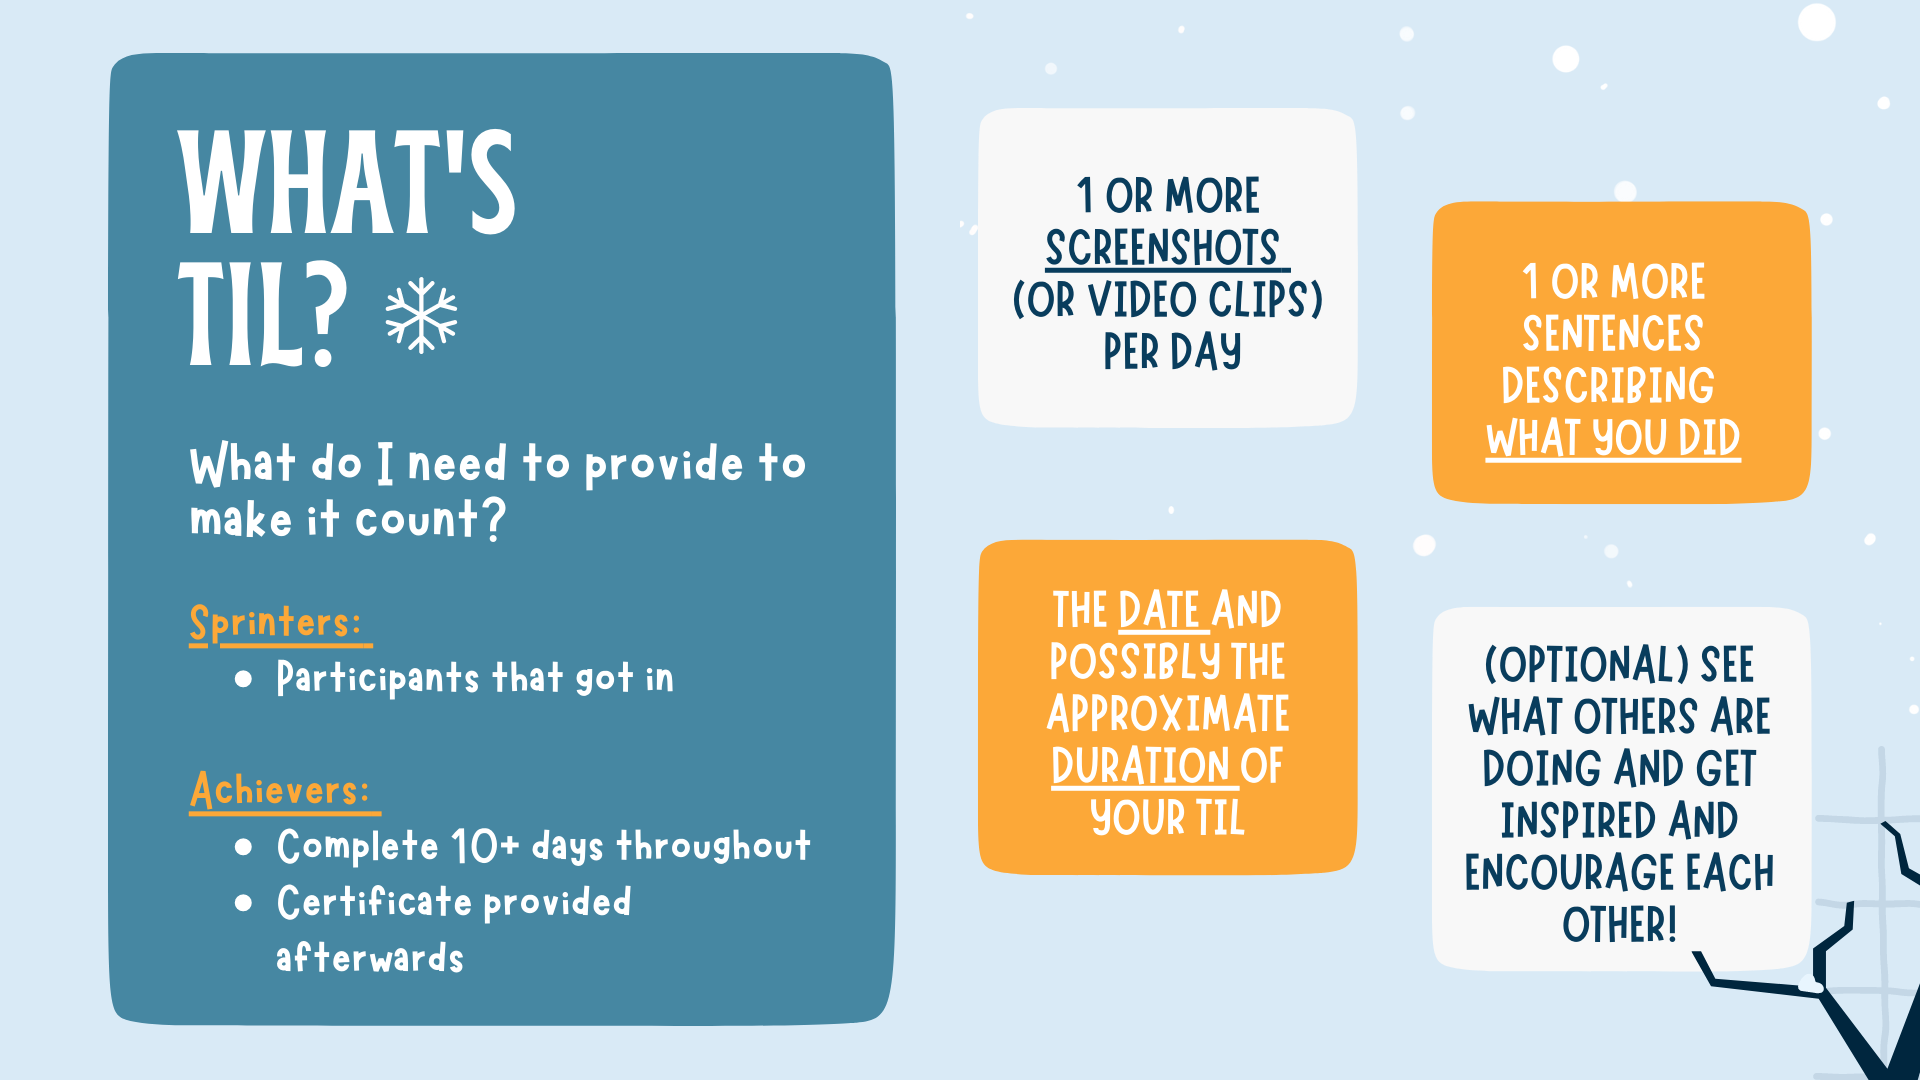 WHAT'S
TIL?
What do I need to provide to
make it count?
Sprinters:
• Participants that got in
Achievers:
• Complete 10+ days throughout
• Certificate provided
afterwards
1 OR MORE
SCREENSHOTS
(OR VIDEO CLIPS)
PER DAY
1 OR MORE
SENTENCES
DESCRIBING
WHAT YOU DID
THE DATE AND
POSSIBLY THE
APPROXIMATE
DURATION OF
YOUR TIL
(OPTIONAL) SEE
WHAT OTHERS ARE
DOING AND GET
INSPIRED AND
ENCOURAGE EACH
OTHER!